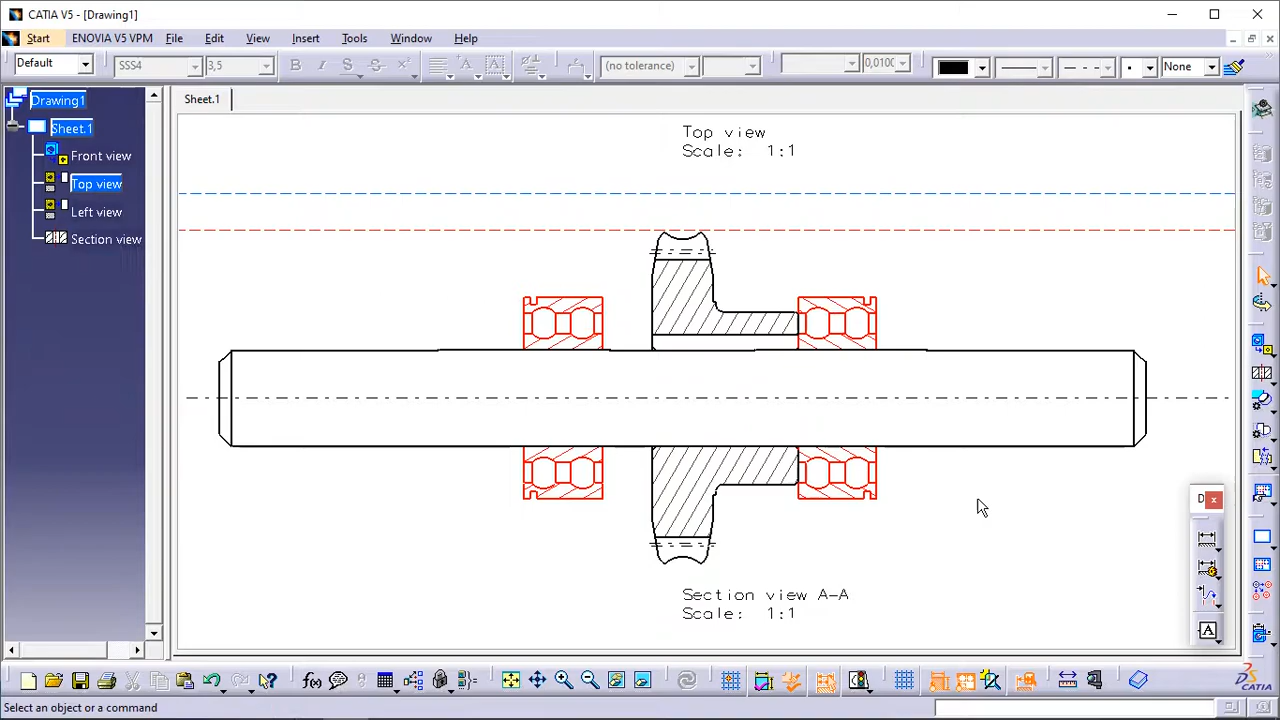 CATIA V5 - [Drawing1]
Start ENOVIA V5 VPM File Edit View Insert Tools Window Help
Default SSS4 3,5 B I S S (no tolerance) 0,010 None
Drawing1
Sheet.1
Front view
Top view
Left view
Section view
Sheet.1
Top view
Scale: 1:1
Section view A-A
Scale: 1:1
D
A
f(x)
CATIA
Select an object or a command